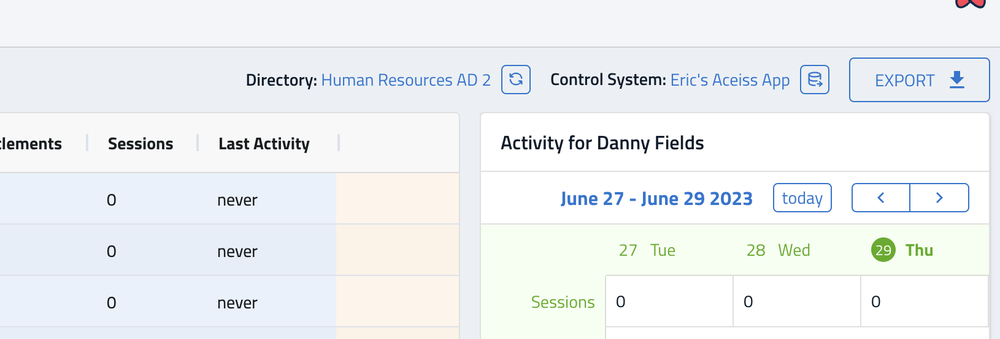 Directory: Human Resources AD 2 Control System: Eric's Aceiss App EXPORT
Sessions Last Activity
Activity for Danny Fields
June 27 - June 29 2023 today
27 Tue 28 Wed 29 Thu
0 never
0 never
0 never
Sessions 0 0 0